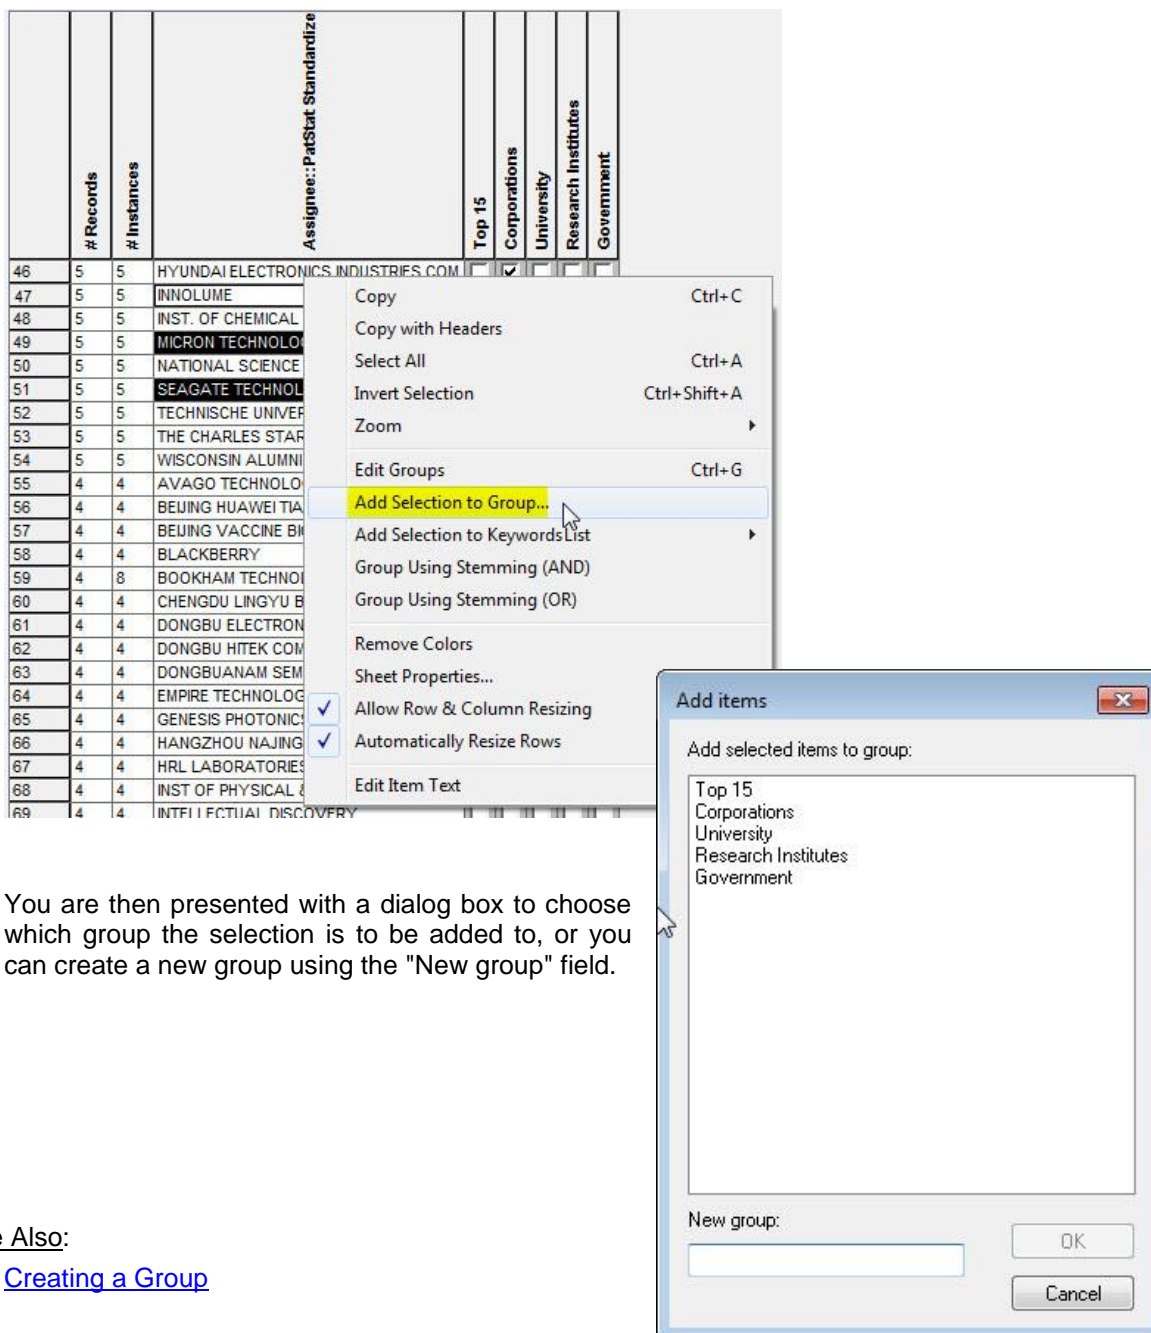 # Records
# Instances
Assignee::PatStat Standardize
Top 15
Corporations
University
Research Institutes
Government
46 5 5 HYUNDAI ELECTRONICS INDUSTRIES COM
47 5 5 INNOLUME
48 5 5 INST. OF CHEMICAL
49 5 5 MICRON TECHNOLO
50 5 5 NATIONAL SCIENCE
51 5 5 SEAGATE TECHNOL
52 5 5 TECHNISCHE UNIVER
53 5 5 THE CHARLES STAR
54 5 5 WISCONSIN ALUMNI
55 4 4 AVAGO TECHNOLO
56 4 4 BEIJING HUAWEI TIA
57 4 4 BEIJING VACCINE BI
58 4 4 BLACKBERRY
59 4 8 BOOKHAM TECHNOL
60 4 4 CHENGDU LINGYU B
61 4 4 DONGBU ELECTRON
62 4 4 DONGBU HITEK COM
63 4 4 DONGBUANAM SEM
64 4 4 EMPIRE TECHNOLOG
65 4 4 GENESIS PHOTONICS
66 4 4 HANGZHOU NAJING
67 4 4 HRL LABORATORIES
68 4 4 INST OF PHYSICAL &
69 4 4 INTELLECTUAL DISCOVERY
Copy Ctrl+C
Copy with Headers
Select All Ctrl+A
Invert Selection Ctrl+Shift+A
Zoom
Edit Groups Ctrl+G
Add Selection to Group...
Add Selection to Keywords List
Group Using Stemming (AND)
Group Using Stemming (OR)
Remove Colors
Sheet Properties...
Allow Row & Column Resizing
Automatically Resize Rows
Edit Item Text
Add items
Add selected items to group:
Top 15
Corporations
University
Research Institutes
Government
New group:
OK
Cancel
You are then presented with a dialog box to choose
which group the selection is to be added to, or you
can create a new group using the "New group" field.
e Also:
Creating a Group